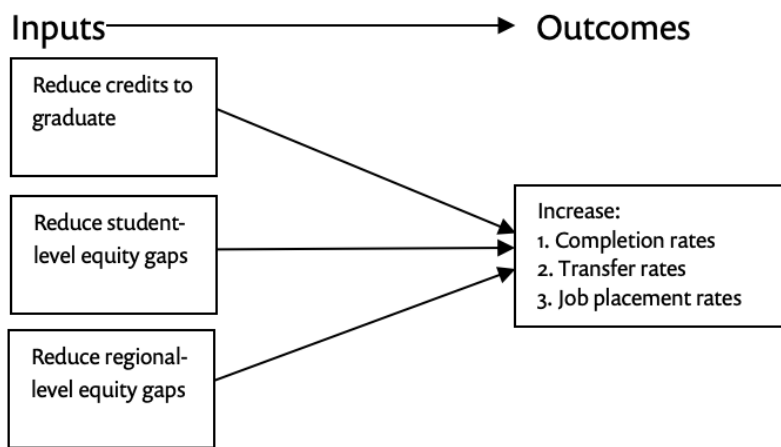 Inputs
Outcomes
Reduce credits to
graduate
Reduce student-
level equity gaps
Reduce regional-
level equity gaps
Increase:
1. Completion rates
2. Transfer rates
3. Job placement rates